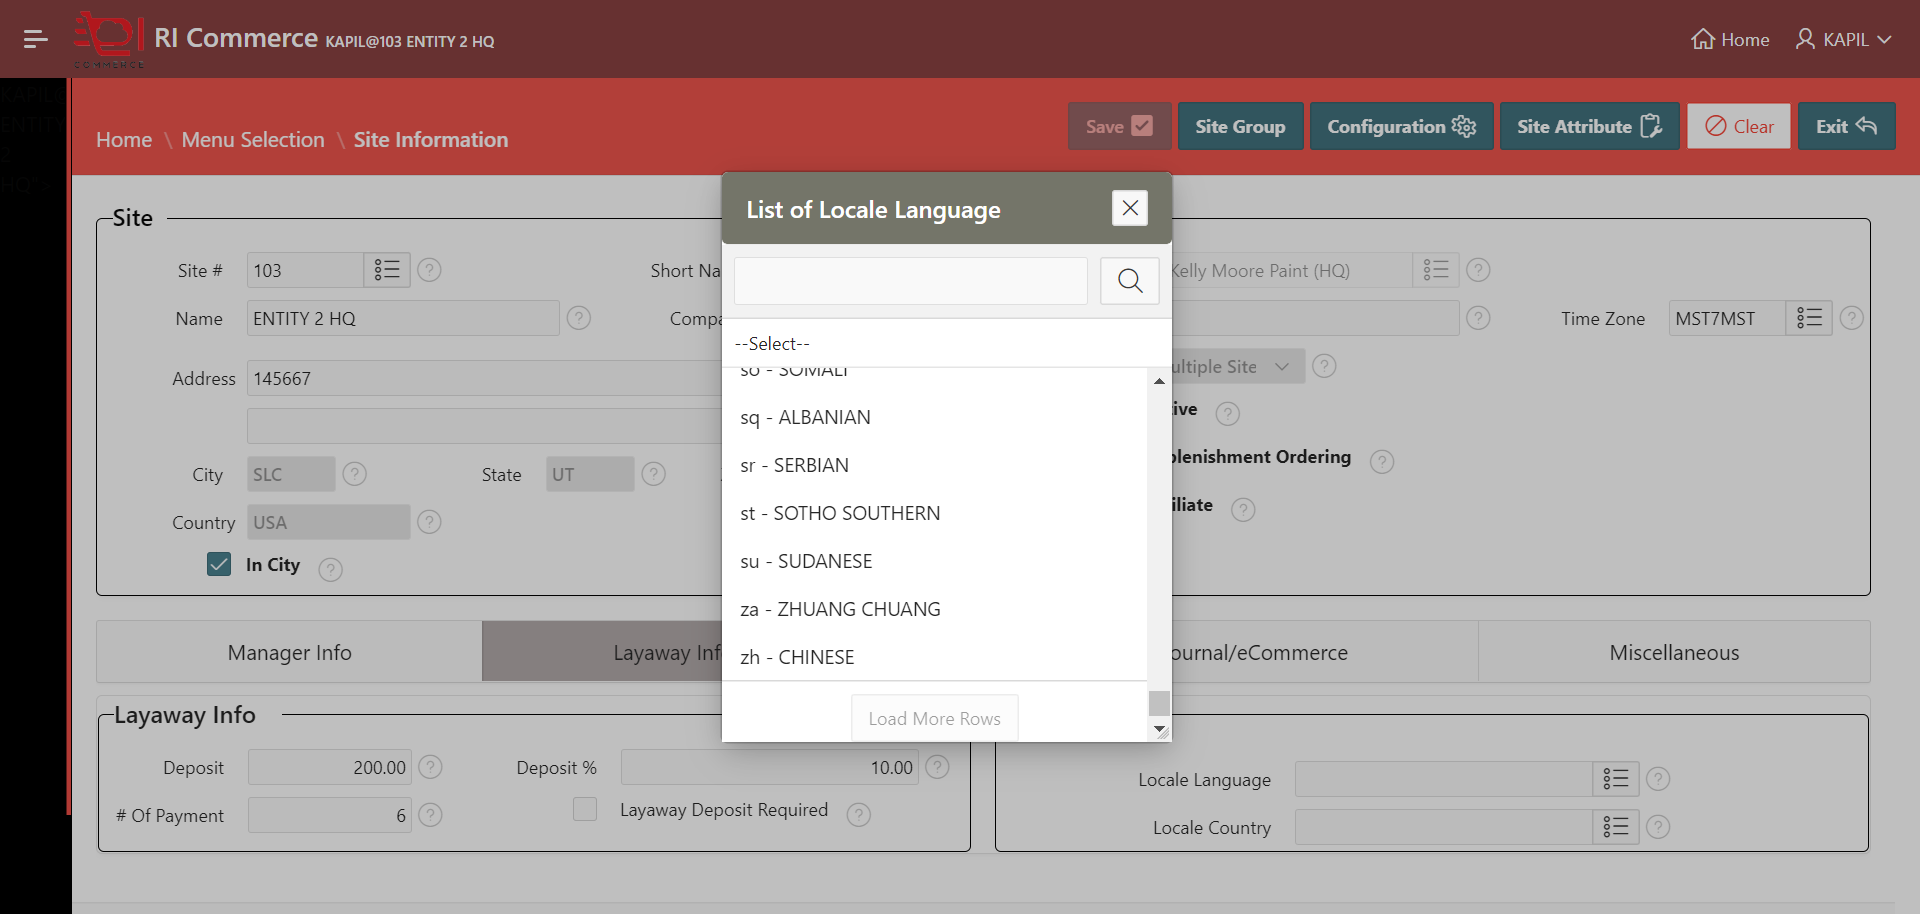 RI Commerce KAPIL@103 ENTITY 2 HQ
COMMERCE
Home
KAPIL
KAPIL@
ENTITY
2
HQ">
Home \ Menu Selection \ Site Information
Save
Site Group
Configuration
Site Attribute
Clear
Exit
List of Locale Language
--Select--
so - SOMALI
sq - ALBANIAN
sr - SERBIAN
st - SOTHO SOUTHERN
su - SUDANESE
za - ZHUANG CHUANG
zh - CHINESE
Load More Rows
Site
Site # 103
Short Na
Kelly Moore Paint (HQ)
Name ENTITY 2 HQ
Compa
Time Zone MST7MST
Address 145667
ultiple Site
ive
plenishment Ordering
iliate
City SLC
State UT
Country USA
In City
Manager Info
Layaway Inf
ournal/eCommerce
Miscellaneous
Layaway Info
Deposit 200.00
Deposit % 10.00
# Of Payment 6
Layaway Deposit Required
Locale Language
Locale Country